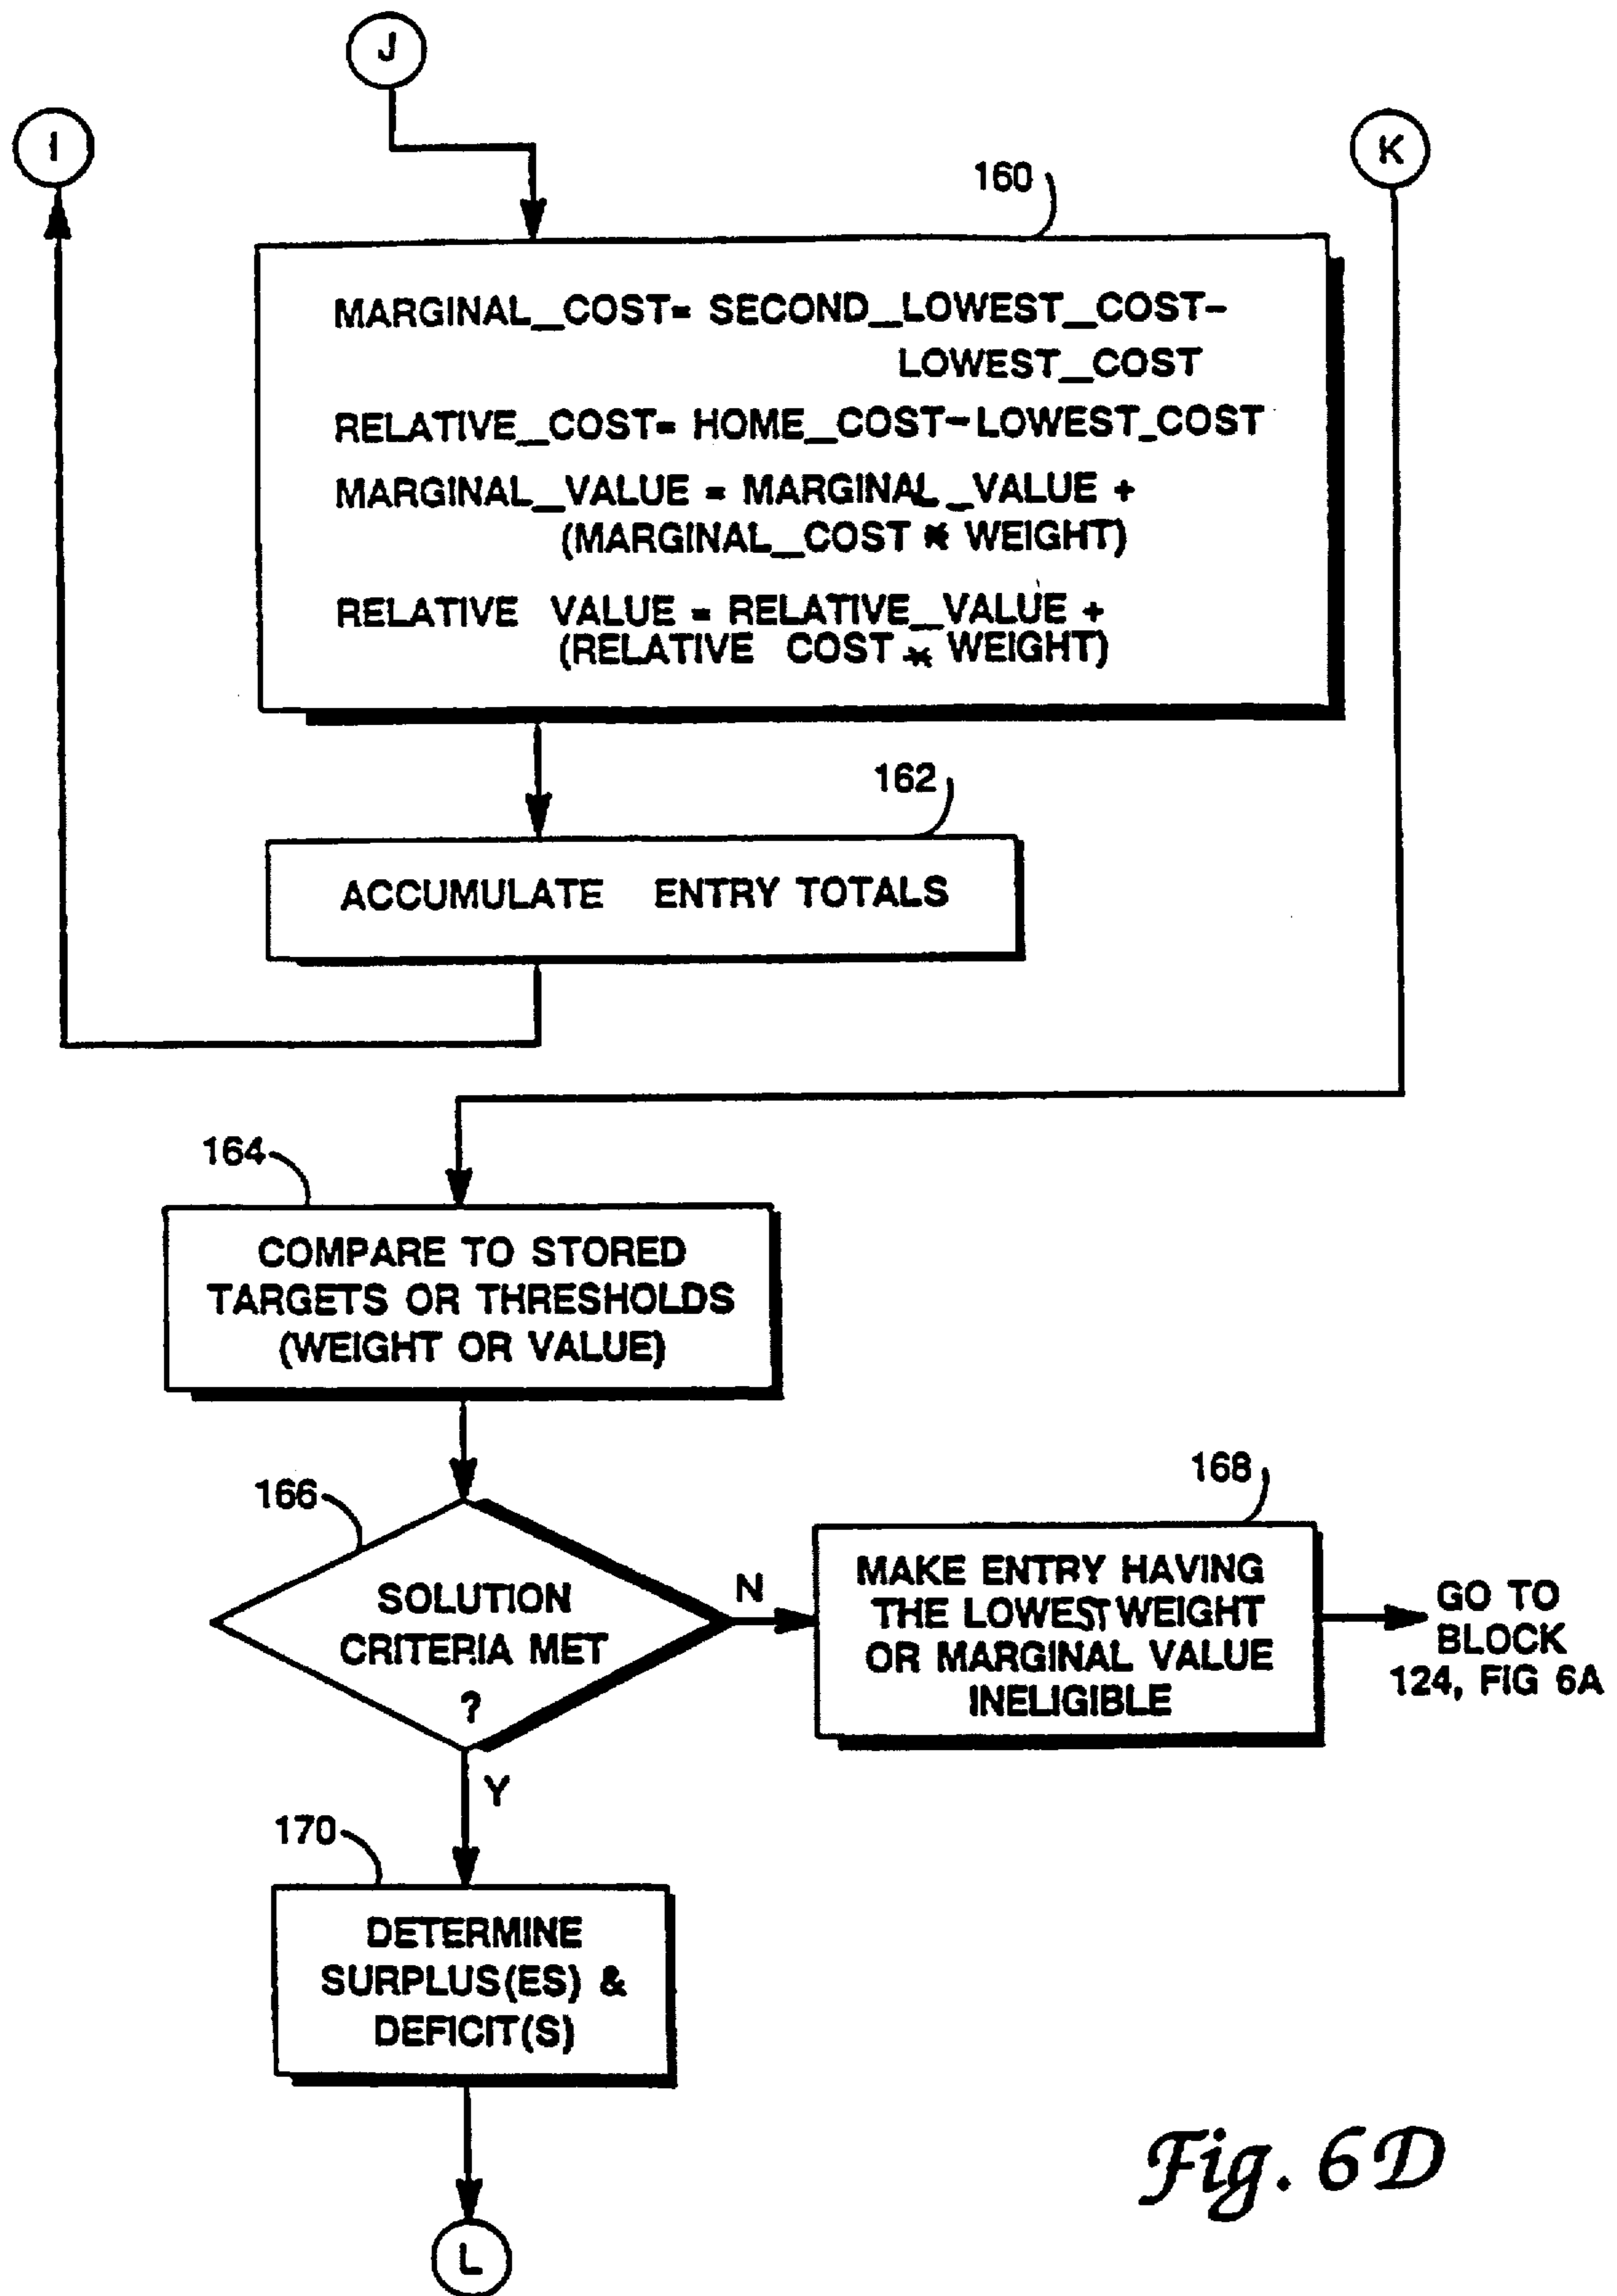 J
I
K
160
MARGINAL_COST= SECOND_LOWEST_COST-
LOWEST_COST
RELATIVE_COST= HOME_COST-LOWEST_COST
MARGINAL_VALUE = MARGINAL_VALUE +
(MARGINAL_COST * WEIGHT)
RELATIVE VALUE = RELATIVE_VALUE +
(RELATIVE COST * WEIGHT)
162
ACCUMULATE ENTRY TOTALS
164
COMPARE TO STORED
TARGETS OR THRESHOLDS
(WEIGHT OR VALUE)
166
SOLUTION
CRITERIA MET
?
N
168
MAKE ENTRY HAVING
THE LOWEST WEIGHT
OR MARGINAL VALUE
INELIGIBLE
GO TO
BLOCK
124, FIG 6A
Y
170
DETERMINE
SURPLUS(ES) &
DEFICIT(S)
L
Fig. 6D